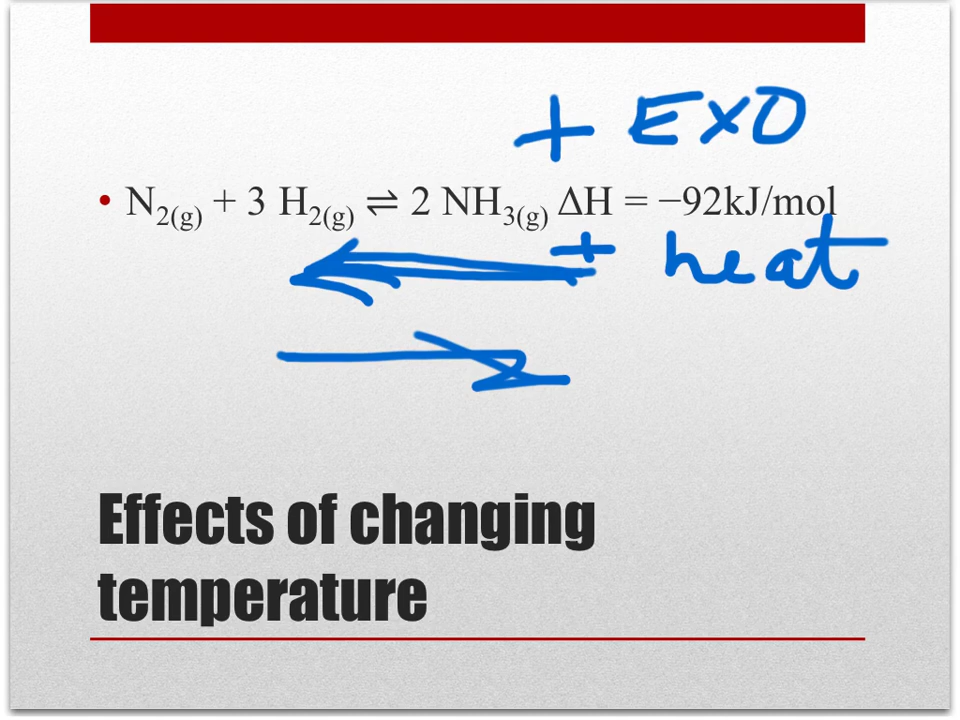 + EXO
• N₂(g) + 3 H₂(g) ⇌ 2 NH₃(g) ΔH = −92kJ/mol
+ heat
Effects of changing
temperature